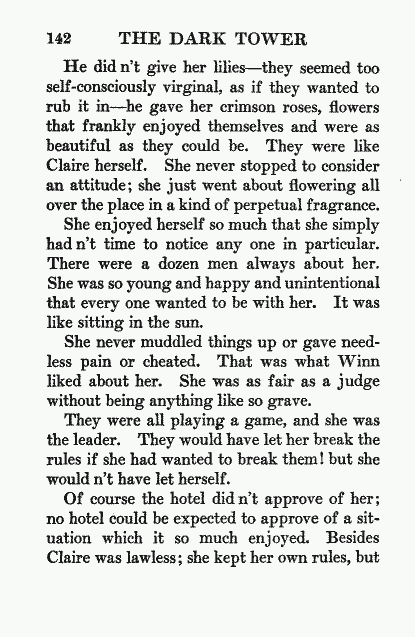 142 THE DARK TOWER
He did n't give her lilies—they seemed too
self-consciously virginal, as if they wanted to
rub it in—he gave her crimson roses, flowers
that frankly enjoyed themselves and were as
beautiful as they could be. They were like
Claire herself. She never stopped to consider
an attitude; she just went about flowering all
over the place in a kind of perpetual fragrance.
She enjoyed herself so much that she simply
had n't time to notice any one in particular.
There were a dozen men always about her.
She was so young and happy and unintentional
that every one wanted to be with her. It was
like sitting in the sun.
She never muddled things up or gave need-
less pain or cheated. That was what Winn
liked about her. She was as fair as a judge
without being anything like so grave.
They were all playing a game, and she was
the leader. They would have let her break the
rules if she had wanted to break them! but she
would n't have let herself.
Of course the hotel did n't approve of her;
no hotel could be expected to approve of a sit-
uation which it so much enjoyed. Besides
Claire was lawless; she kept her own rules, but